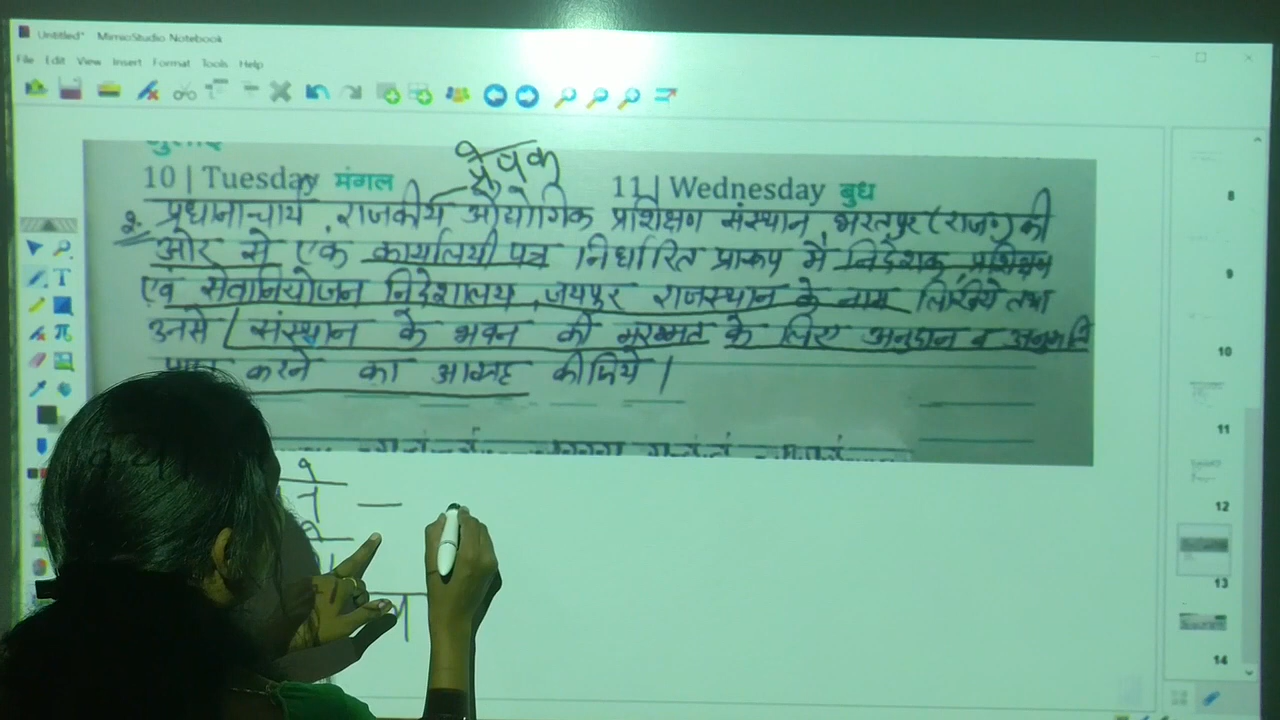 Untitled* MimioStudio Notebook
File Edit View Insert Format Tools Help
जुलाई
10 | Tuesday मंगल
11 | Wednesday बुध
प्रेषक
2. प्रधानाचार्य, राजकीय औद्योगिक प्रशिक्षण संस्थान, भरतपुर (राज॰) की
ओर से एक कार्यालयी पत्र निर्धारित प्रारूप में निदेशक, प्रशिक्षण
एवं सेवानियोजन निदेशालय, जयपुर राजस्थान के नाम लिखिये तथा
उनसे संस्थान के भवन की मरम्मत के लिए अनुदान व अनुमति
करने का आग्रह कीजिये।
8
9
10
11
12
13
14